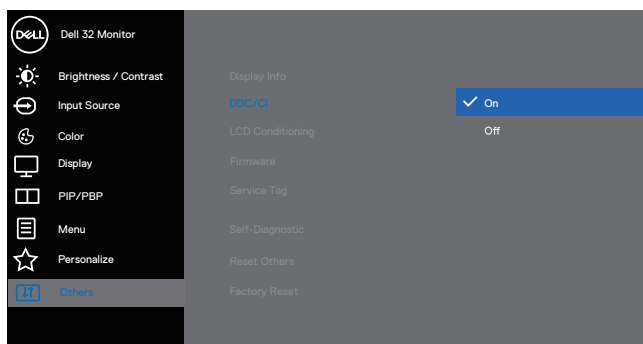 DELL
Dell 32 Monitor
Brightness / Contrast
Input Source
Color
Display
PIP/PBP
Menu
Personalize
Others
Display Info
DDC/CI
LCD Conditioning
Firmware
Service Tag
Self-Diagnostic
Reset Others
Factory Reset
On
Off